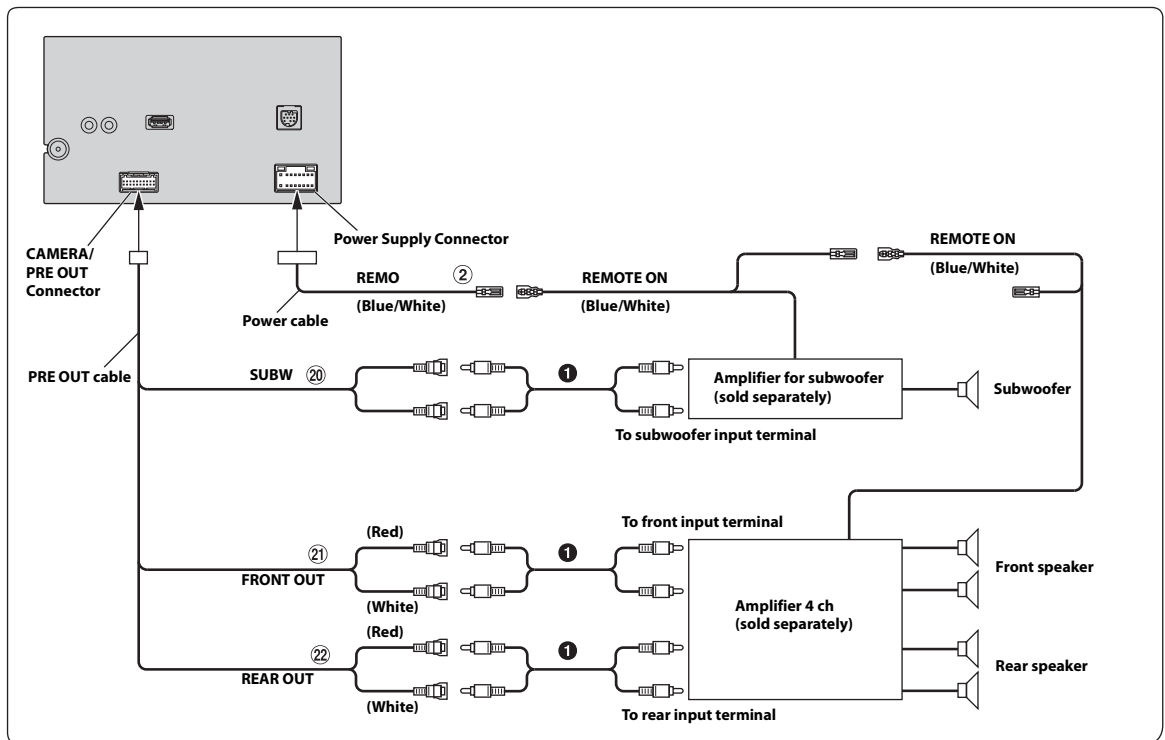 CAMERA/
PRE OUT
Connector
Power Supply Connector
REMO ②
(Blue/White)
Power cable
REMOTE ON
(Blue/White)
REMOTE ON
(Blue/White)
PRE OUT cable
SUBW ⑳
❶
Amplifier for subwoofer
(sold separately)
Subwoofer
To subwoofer input terminal
(Red)
㉑
FRONT OUT
(White)
❶
To front input terminal
Front speaker
Amplifier 4 ch
(sold separately)
(Red)
㉒
REAR OUT
(White)
❶
Rear speaker
To rear input terminal